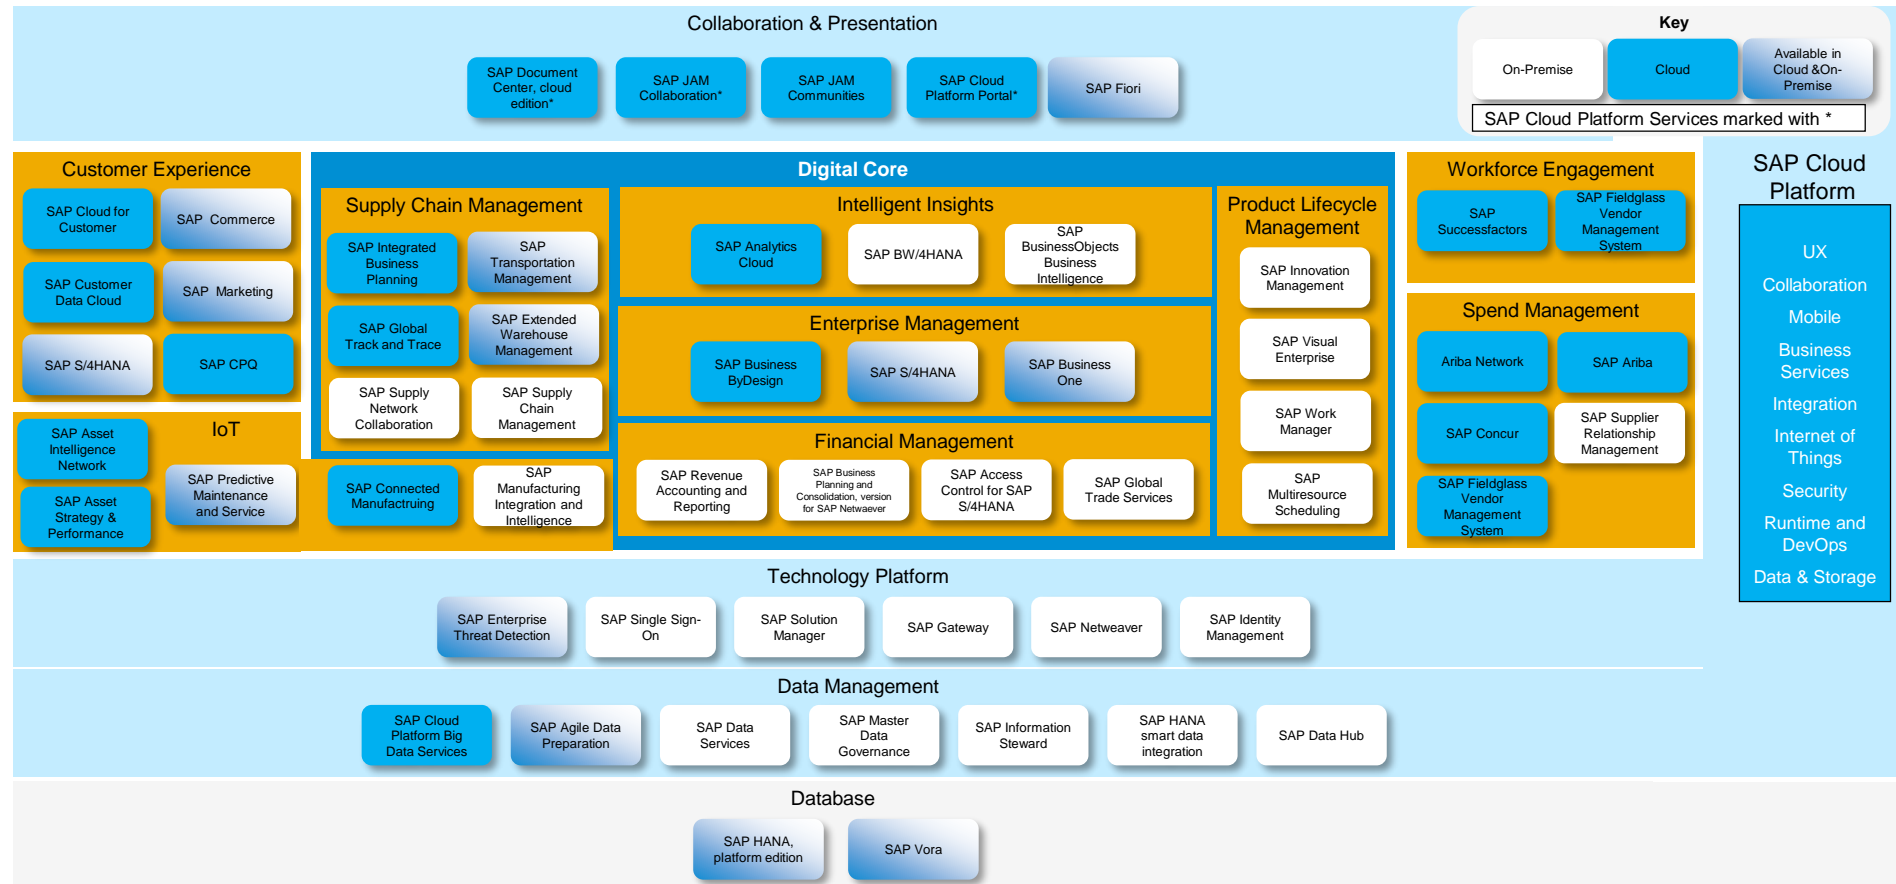 Collaboration & Presentation
SAP Document
Center, cloud
edition*
SAP JAM
Collaboration*
SAP JAM
Communities
SAP Cloud
Platform Portal*
SAP Fiori
Key
On-Premise
Cloud
Available in
Cloud &On-
Premise
SAP Cloud Platform Services marked with *
Customer Experience
SAP Cloud for
Customer
SAP  Commerce
SAP Customer
Data Cloud
SAP  Marketing
SAP S/4HANA
SAP CPQ
IoT
SAP Asset
Intelligence
Network
SAP Asset
Strategy &
Performance
SAP Predictive
Maintenance
and Service
Digital Core
Supply Chain Management
SAP Integrated
Business
Planning
SAP
Transportation
Management
SAP Global
Track and Trace
SAP Extended
Warehouse
Management
SAP Supply
Network
Collaboration
SAP Supply
Chain
Management
SAP Connected
Manufactruing
SAP
Manufacturing
Integration and
Intelligence
Intelligent Insights
SAP Analytics
Cloud
SAP BW/4HANA
SAP
BusinessObjects
Business
Intelligence
Enterprise Management
SAP Business
ByDesign
SAP S/4HANA
SAP Business
One
Financial Management
SAP Revenue
Accounting and
Reporting
SAP Business
Planning and
Consolidation, version
for SAP Netwaever
SAP Access
Control for SAP
S/4HANA
SAP Global
Trade Services
Product Lifecycle
Management
SAP Innovation
Management
SAP Visual
Enterprise
SAP Work
Manager
SAP
Multiresource
Scheduling
Workforce Engagement
SAP
Successfactors
SAP Fieldglass
Vendor
Management
System
Spend Management
Ariba Network
SAP Ariba
SAP Concur
SAP Supplier
Relationship
Management
SAP Fieldglass
Vendor
Management
System
SAP Cloud
Platform
UX
Collaboration
Mobile
Business
Services
Integration
Internet of
Things
Security
Runtime and
DevOps
Data & Storage
Technology Platform
SAP Enterprise
Threat Detection
SAP Single Sign-
On
SAP Solution
Manager
SAP Gateway
SAP Netweaver
SAP Identity
Management
Data Management
SAP Cloud
Platform Big
Data Services
SAP Agile Data
Preparation
SAP Data
Services
SAP Master
Data
Governance
SAP Information
Steward
SAP HANA
smart data
integration
SAP Data Hub
Database
SAP HANA,
platform edition
SAP Vora